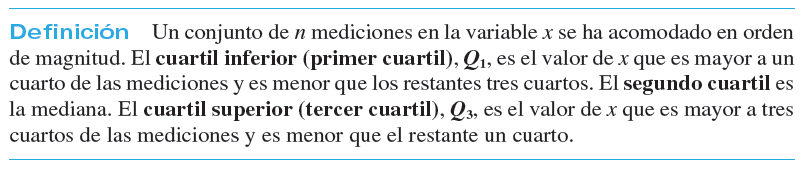 Definición Un conjunto de n mediciones en la variable x se ha acomodado en orden
de magnitud. El cuartil inferior (primer cuartil), Q₁, es el valor de x que es mayor a un
cuarto de las mediciones y es menor que los restantes tres cuartos. El segundo cuartil es
la mediana. El cuartil superior (tercer cuartil), Q₃, es el valor de x que es mayor a tres
cuartos de las mediciones y es menor que el restante un cuarto.